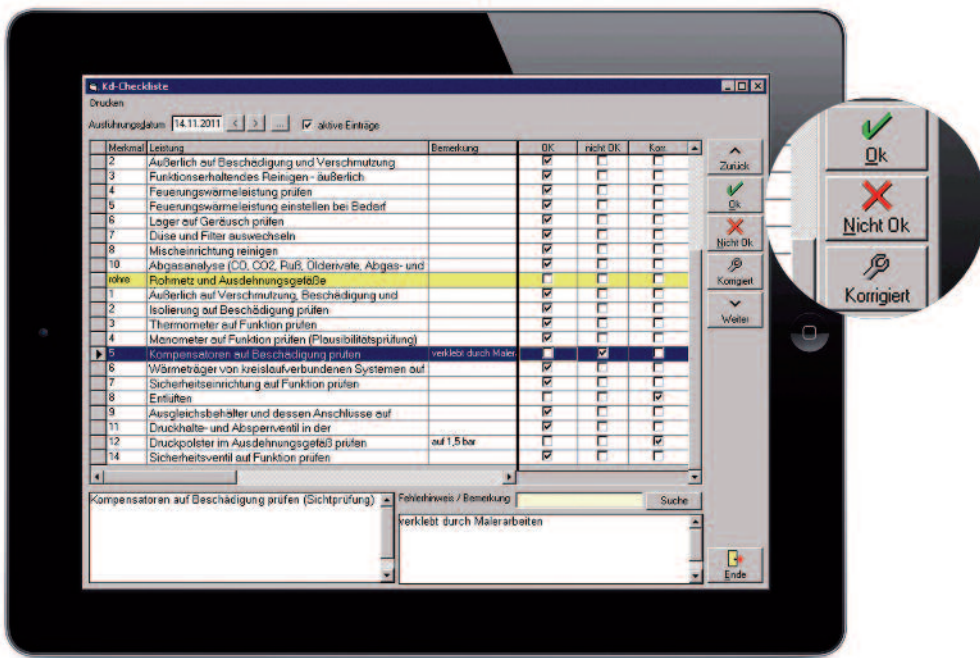 Kd-Checkliste
Drucken
Ausführungsdatum 14.11.2011 < > ... aktive Einträge
Merkmal Leistung Bemerkung OK nicht OK Korr.
2 Äußerlich auf Beschädigung und Verschmutzung
3 Funktionserhaltendes Reinigen - äußerlich
4 Feuerungswärmeleistung prüfen
5 Feuerungswärmeleistung einstellen bei Bedarf
6 Lager auf Geräusch prüfen
7 Düse und Filter auswechseln
8 Mischeinrichtung reinigen
10 Abgasanalyse (CO, CO2, Ruß, Ölderivate, Abgas- und
rohre Rohrnetz und Ausdehnungsgefäße
1 Äußerlich auf Verschmutzung, Beschädigung und
2 Isolierung auf Beschädigung prüfen
3 Thermometer auf Funktion prüfen
4 Manometer auf Funktion prüfen (Plausibilitätsprüfung)
5 Kompensatoren auf Beschädigung prüfen verklebt durch Maler
6 Wärmeträger von kreislaufverbundenen Systemen auf
7 Sicherheitseinrichtung auf Funktion prüfen
8 Entlüften
9 Ausgleichsbehälter und dessen Anschlüsse auf
11 Druckhalte- und Absperrventil in der
12 Druckpolster im Ausdehnungsgefäß prüfen auf 1,5 bar
14 Sicherheitsventil auf Funktion prüfen
Zurück
Ok
Nicht Ok
Korrigiert
Weiter
Ok
Nicht Ok
Korrigiert
Kompensatoren auf Beschädigung prüfen (Sichtprüfung)
Fehlerhinweis / Bemerkung Suche
verklebt durch Malerarbeiten
Ende